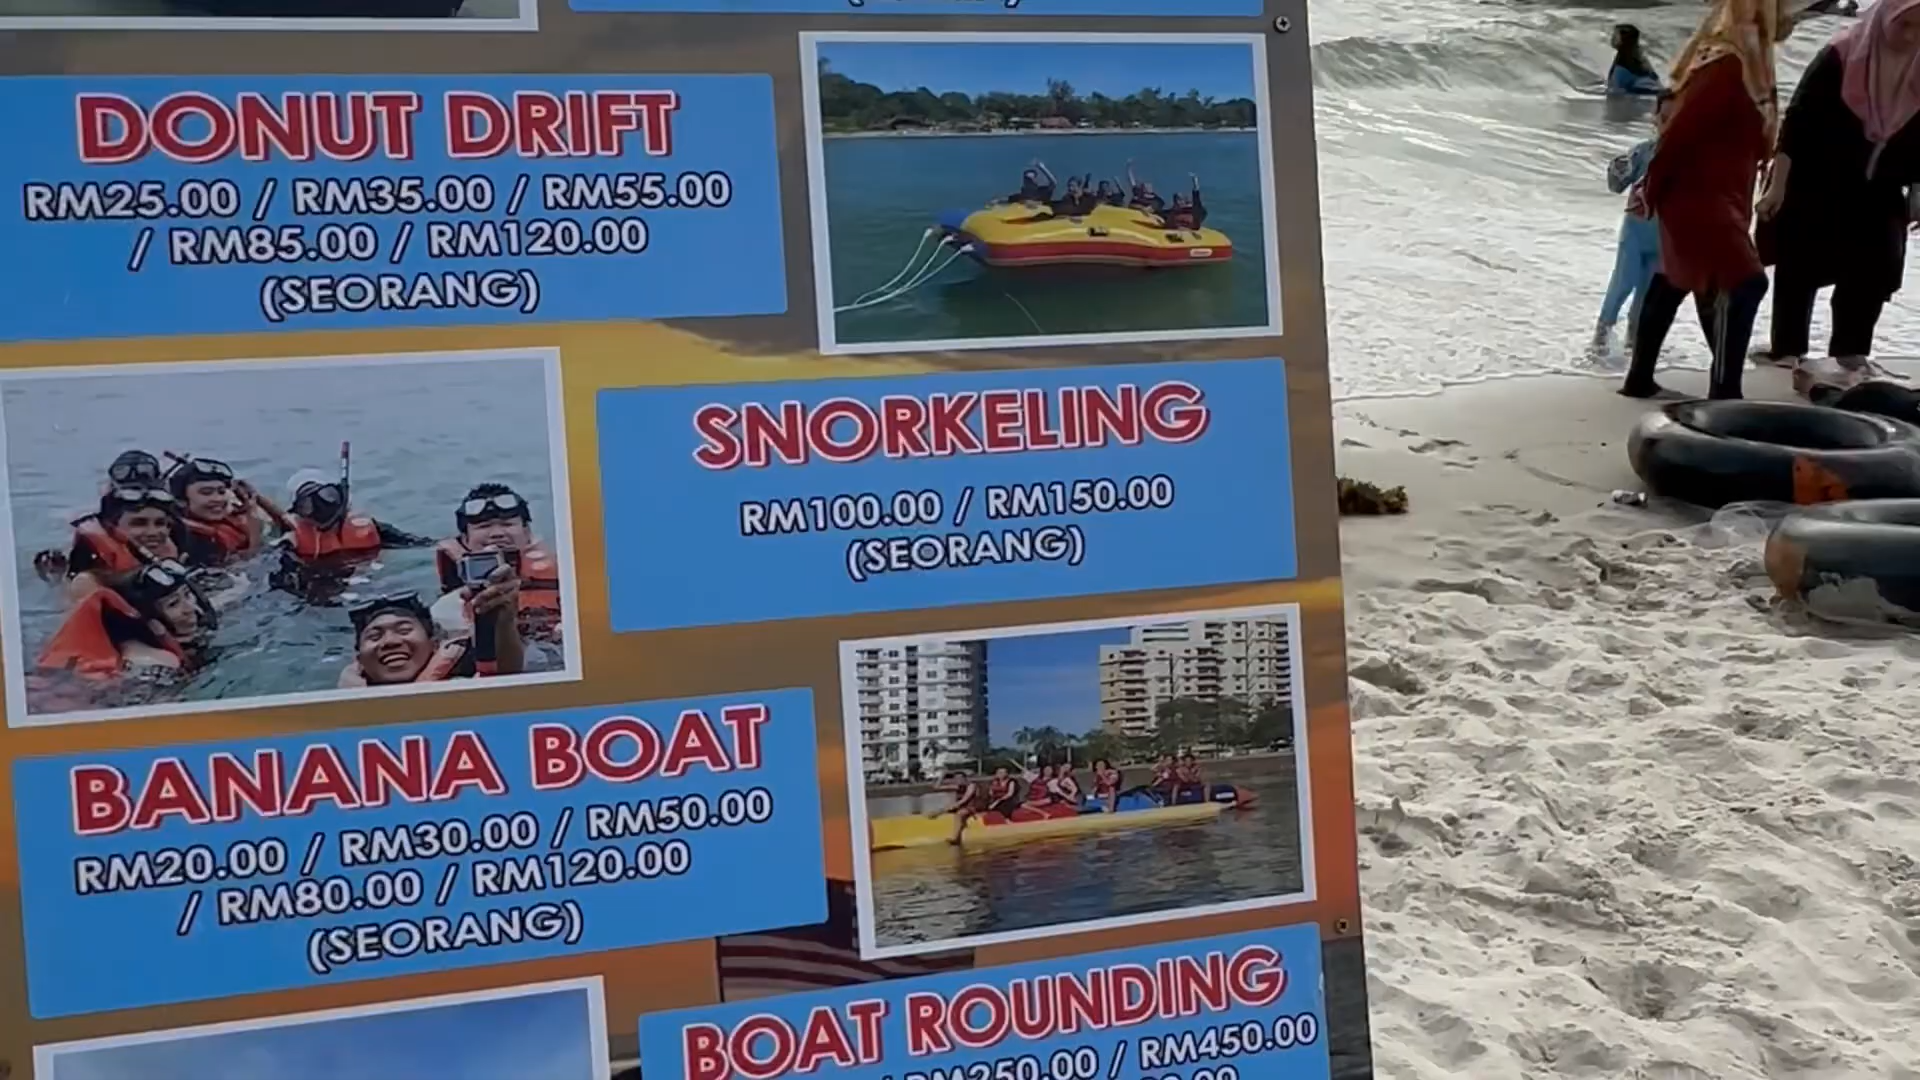 DONUT DRIFT
RM25.00 / RM35.00 / RM55.00
/ RM85.00 / RM120.00
(SEORANG)
SNORKELING
RM100.00 / RM150.00
(SEORANG)
BANANA BOAT
RM20.00 / RM30.00 / RM50.00
/ RM80.00 / RM120.00
(SEORANG)
BOAT ROUNDING
/ RM250.00 / RM450.00